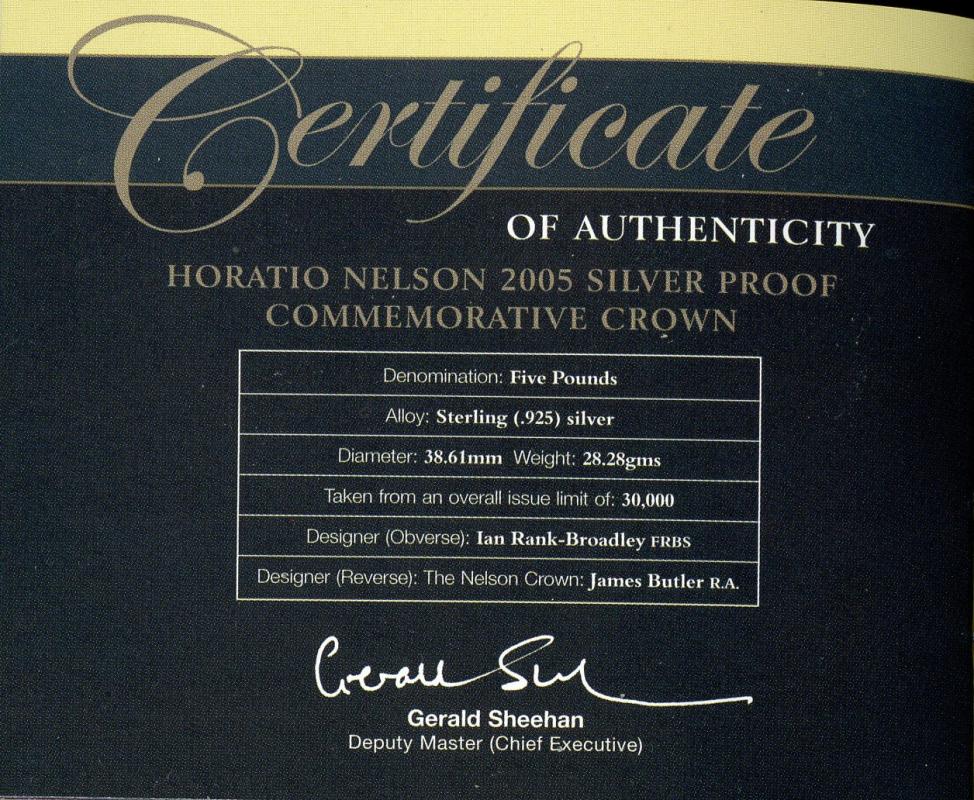 Certificate
OF AUTHENTICITY
HORATIO NELSON 2005 SILVER PROOF
COMMEMORATIVE CROWN
Denomination: Five Pounds
Alloy: Sterling (.925) silver
Diameter: 38.61mm Weight: 28.28gms
Taken from an overall issue limit of: 30,000
Designer (Obverse): Ian Rank-Broadley FRBS
Designer (Reverse): The Nelson Crown: James Butler R.A.
Gerald Sheehan
Deputy Master (Chief Executive)